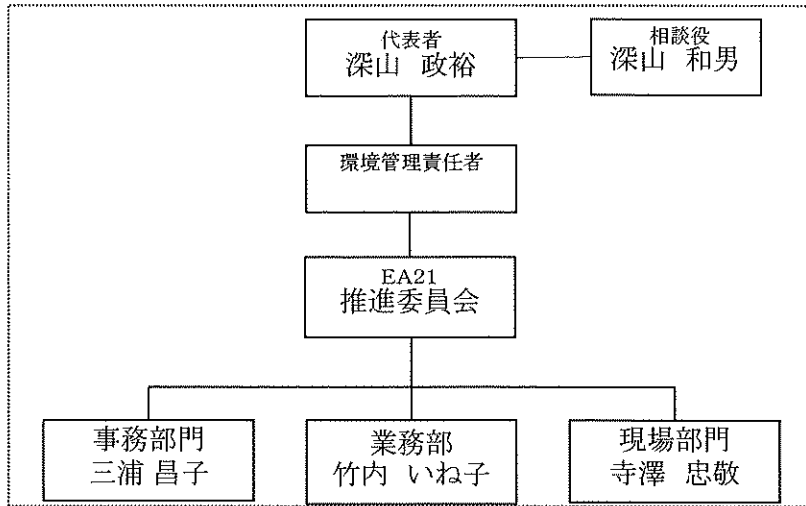 代表者
深山 政裕
相談役
深山 和男
環境管理責任者
EA21
推進委員会
事務部門
三浦 昌子
業務部
竹内 いね子
現場部門
寺澤 忠敬